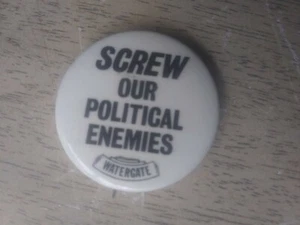 SCREW
OUR
POLITICAL
ENEMIES
WATERGATE